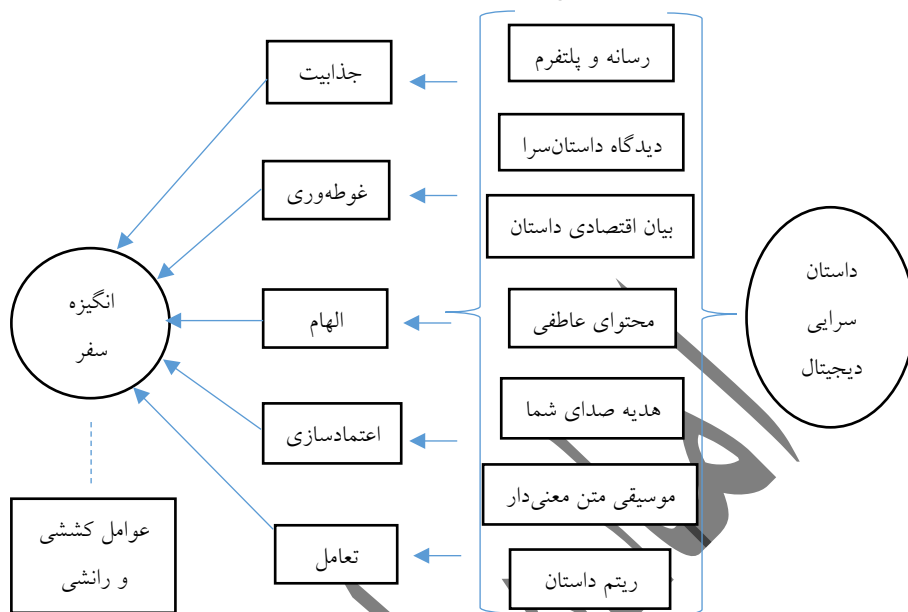 رسانه و پلتفرم
جذابیت
دیدگاه داستان‌سرا
غوطه‌وری
بیان اقتصادی داستان
داستان
سرایی
دیجیتال
محتوای عاطفی
الهام
انگیزه
سفر
هدیه صدای شما
اعتمادسازی
موسیقی متن معنی‌دار
عوامل کششی
و رانشی
تعامل
ریتم داستان